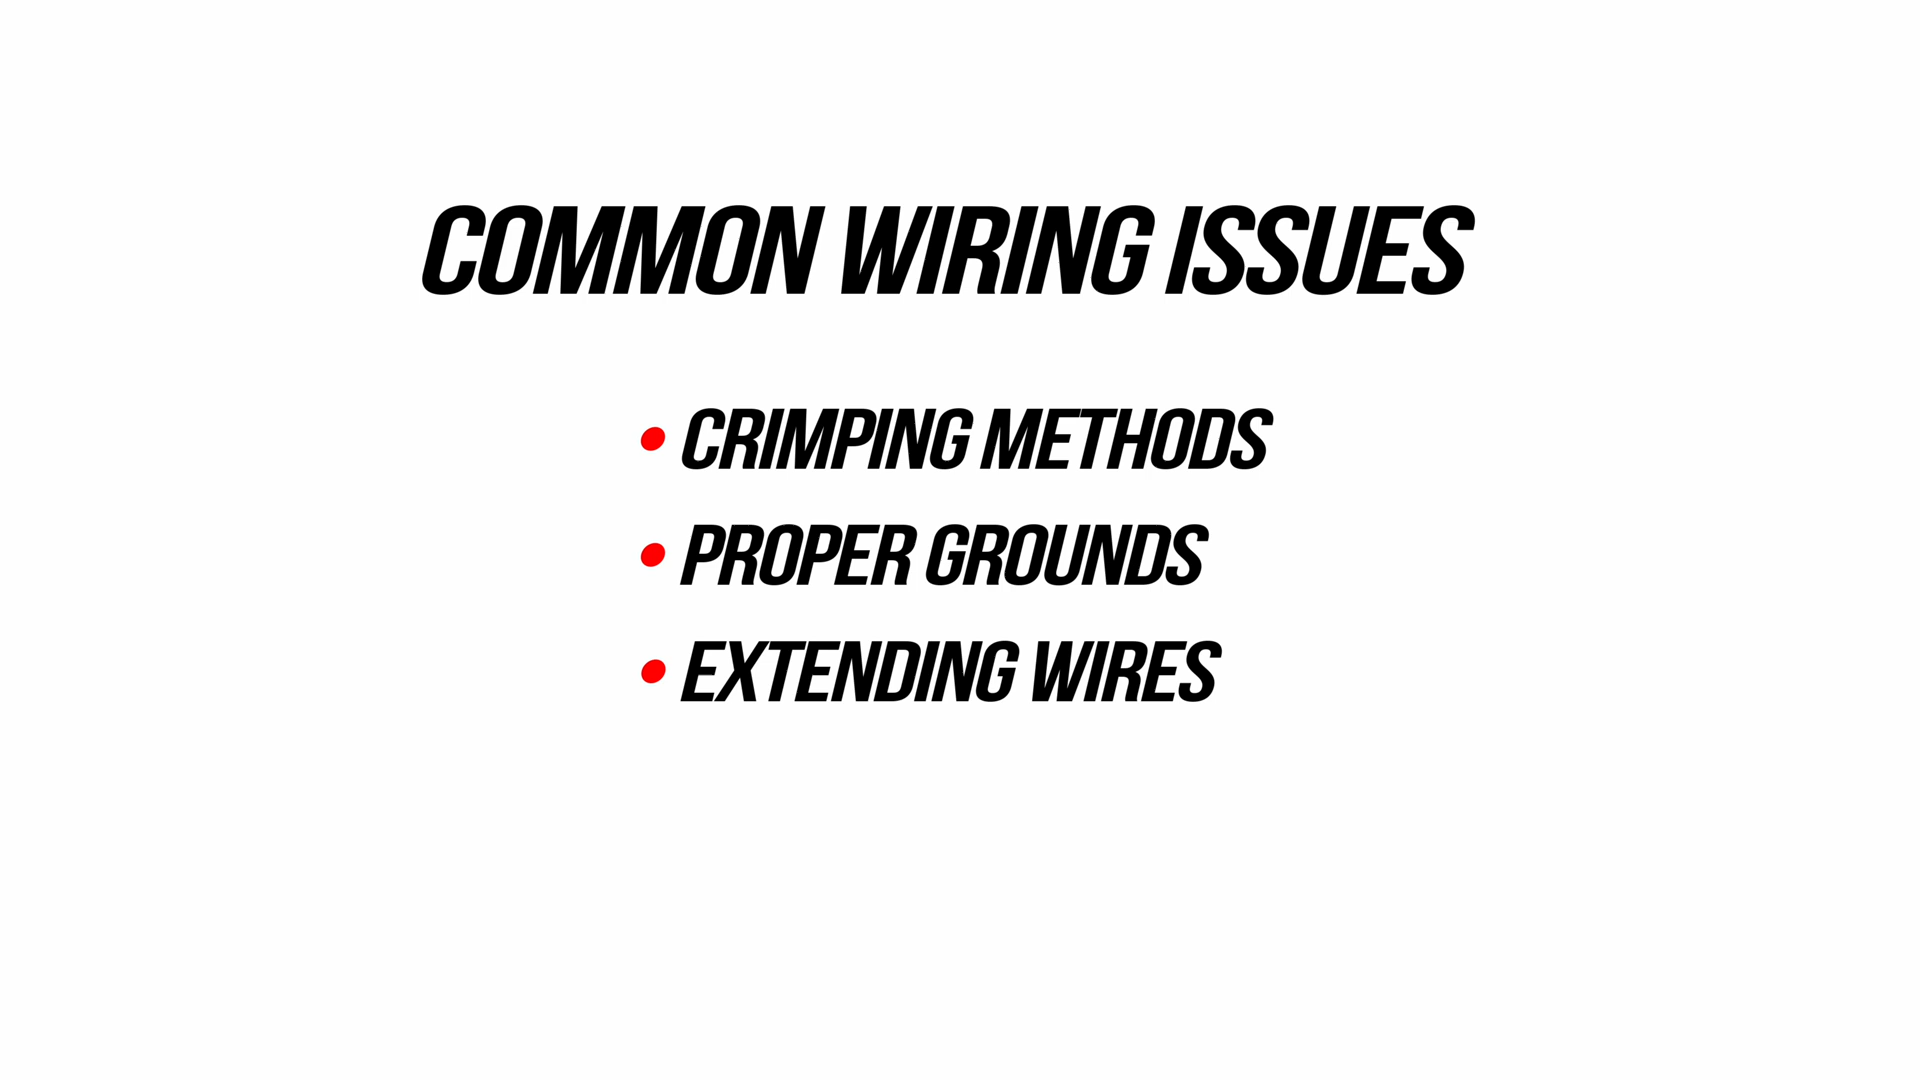 COMMON WIRING ISSUES
• CRIMPING METHODS
• PROPER GROUNDS
• EXTENDING WIRES